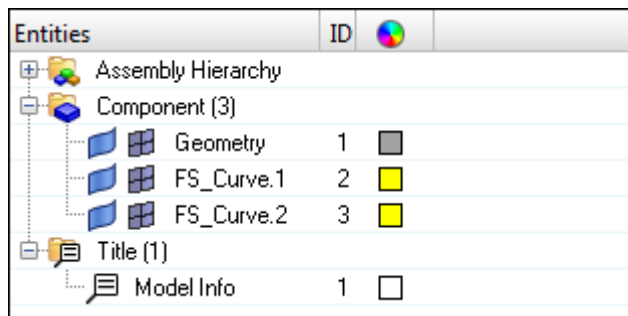 Entities ID
Assembly Hierarchy
Component (3)
Geometry 1
FS_Curve.1 2
FS_Curve.2 3
Title (1)
Model Info 1